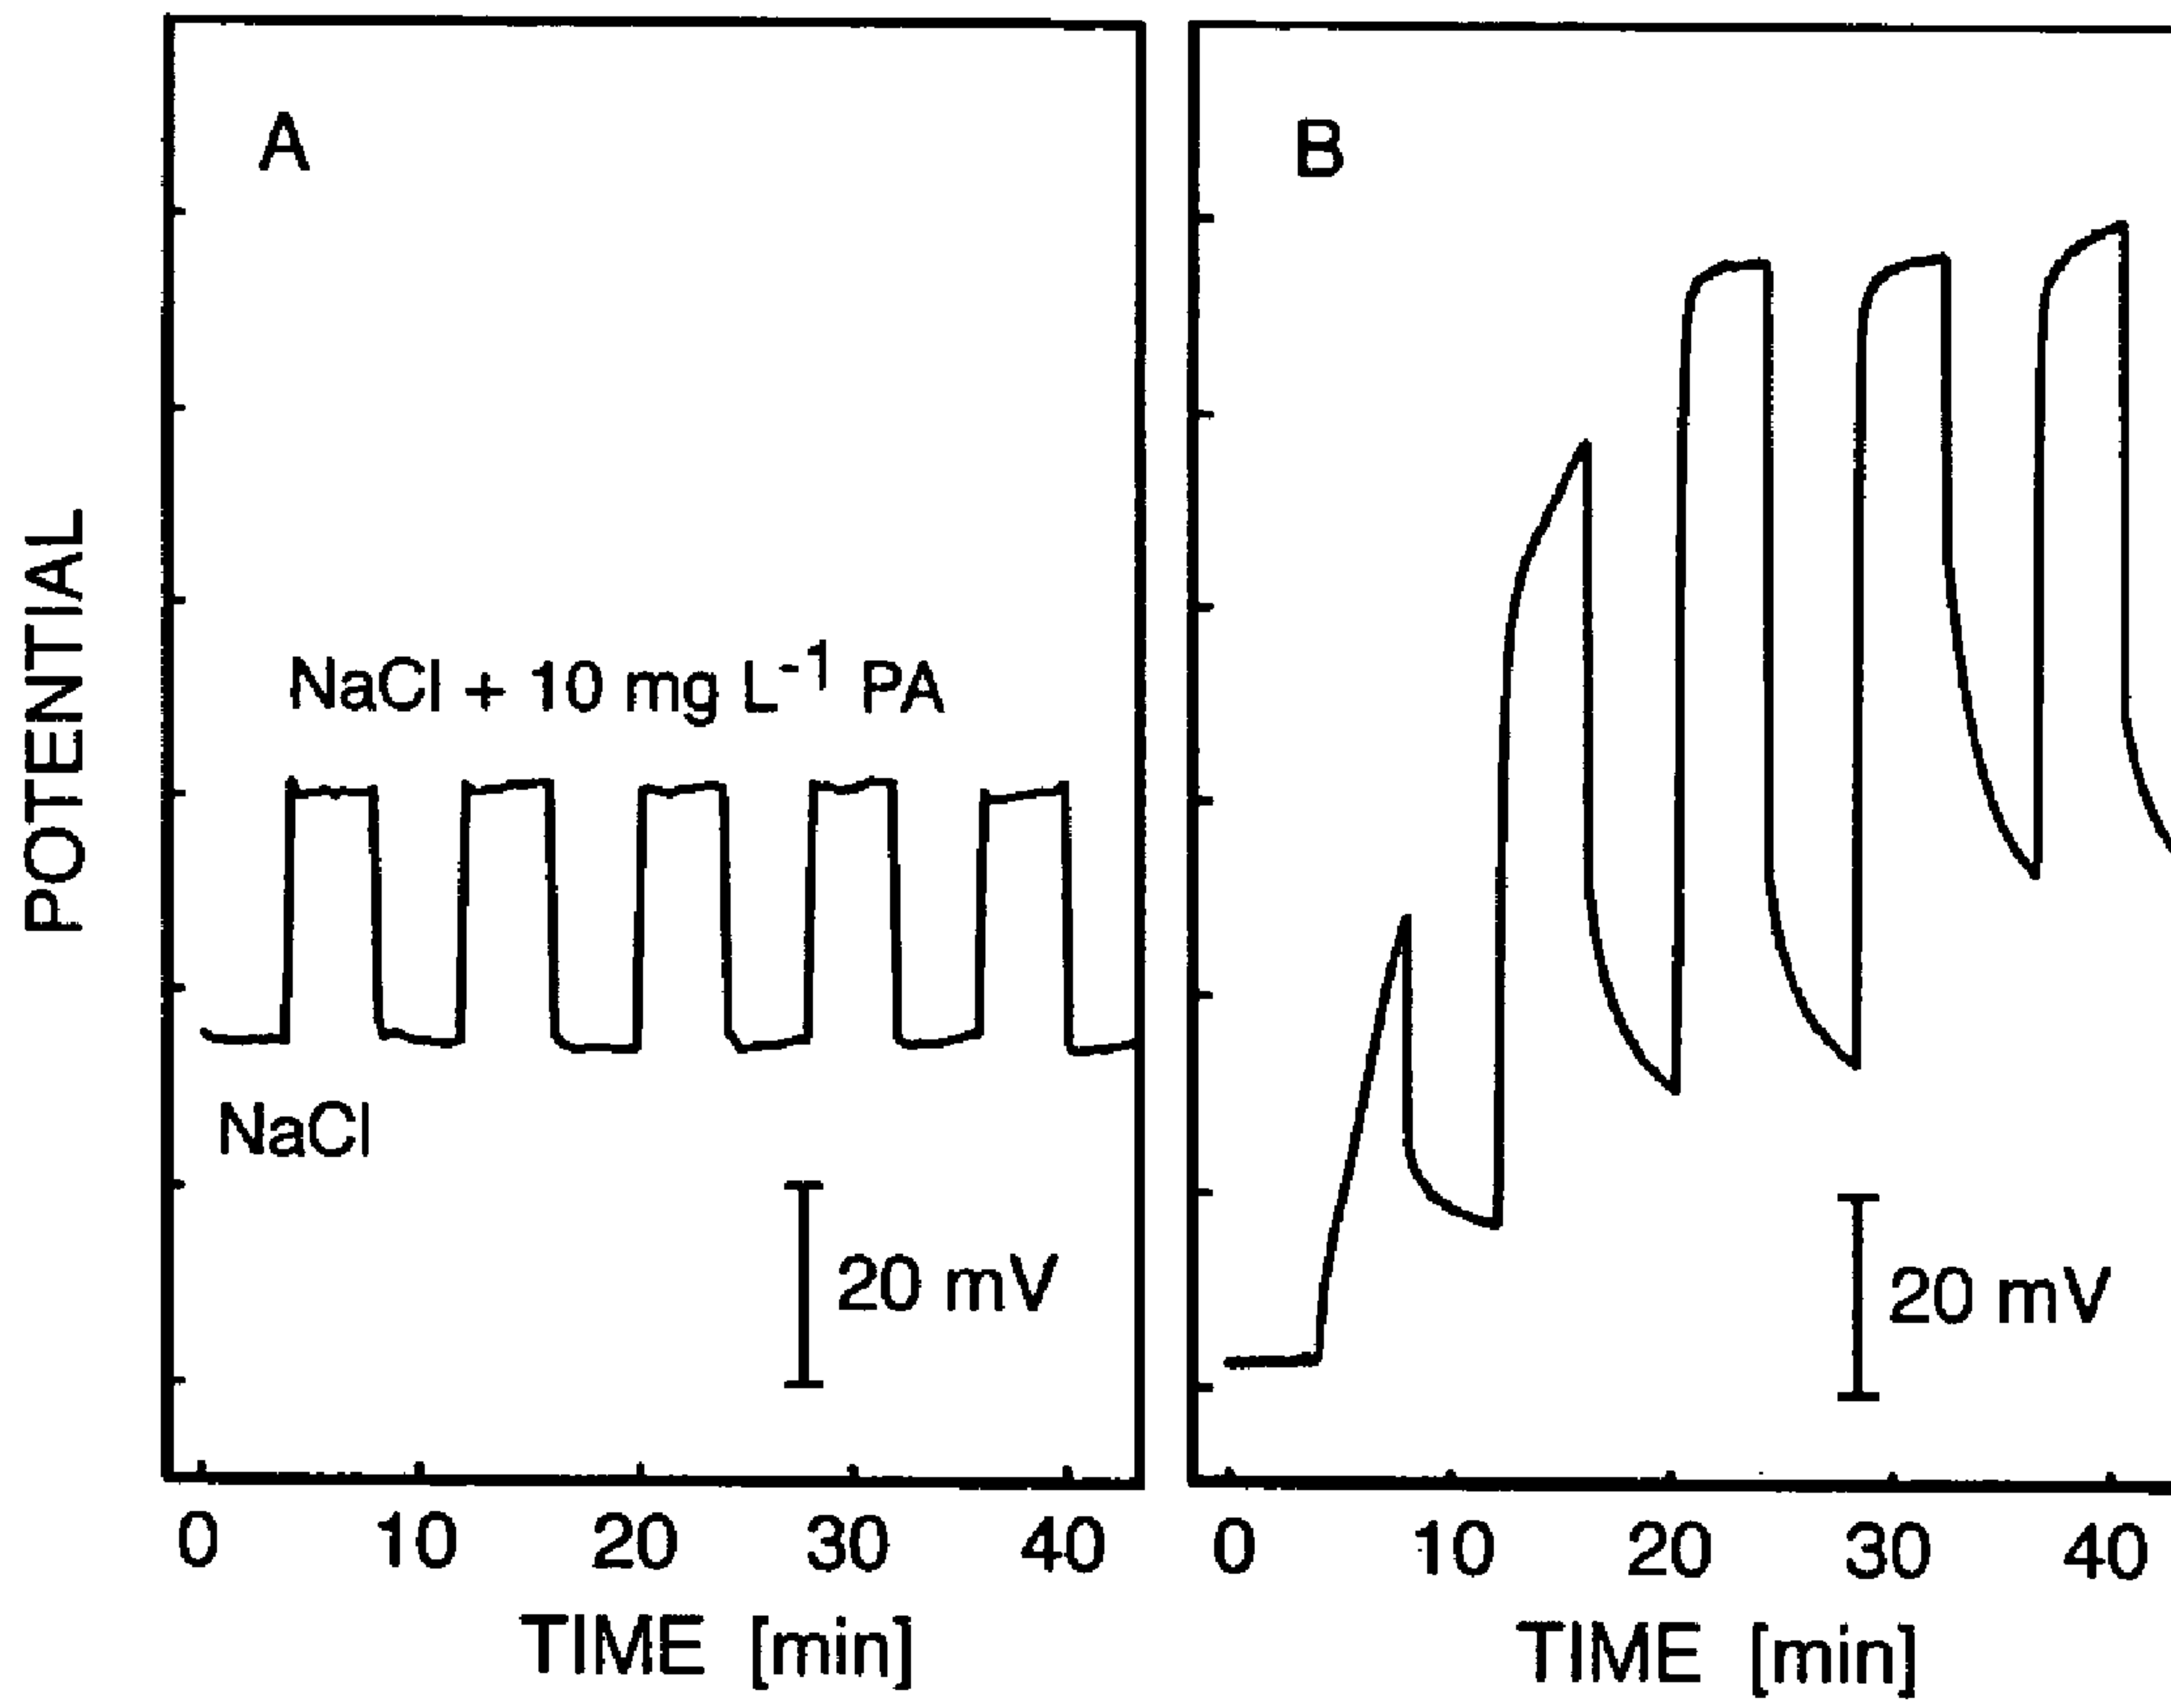 A
B
POTENTIAL
NaCl + 10 mg L-1 PA
NaCl
20 mV
20 mV
0 10 20 30 40
0 10 20 30 40
TIME [min]
TIME [min]